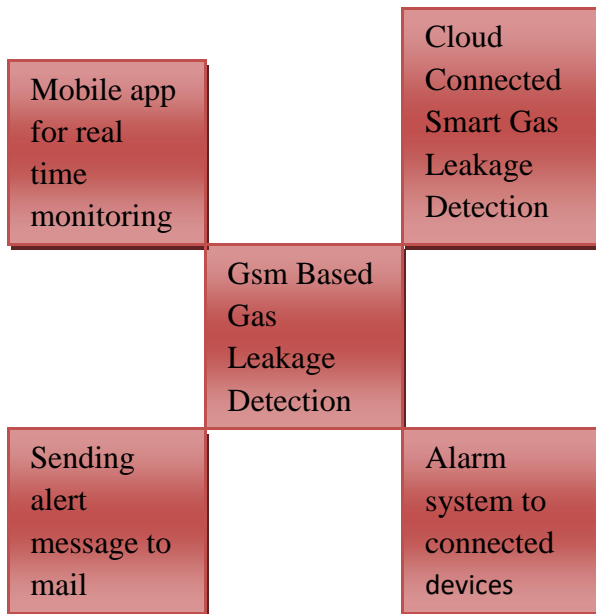 Mobile app
for real
time
monitoring
Cloud
Connected
Smart Gas
Leakage
Detection
Gsm Based
Gas
Leakage
Detection
Sending
alert
message to
mail
Alarm
system to
connected
devices